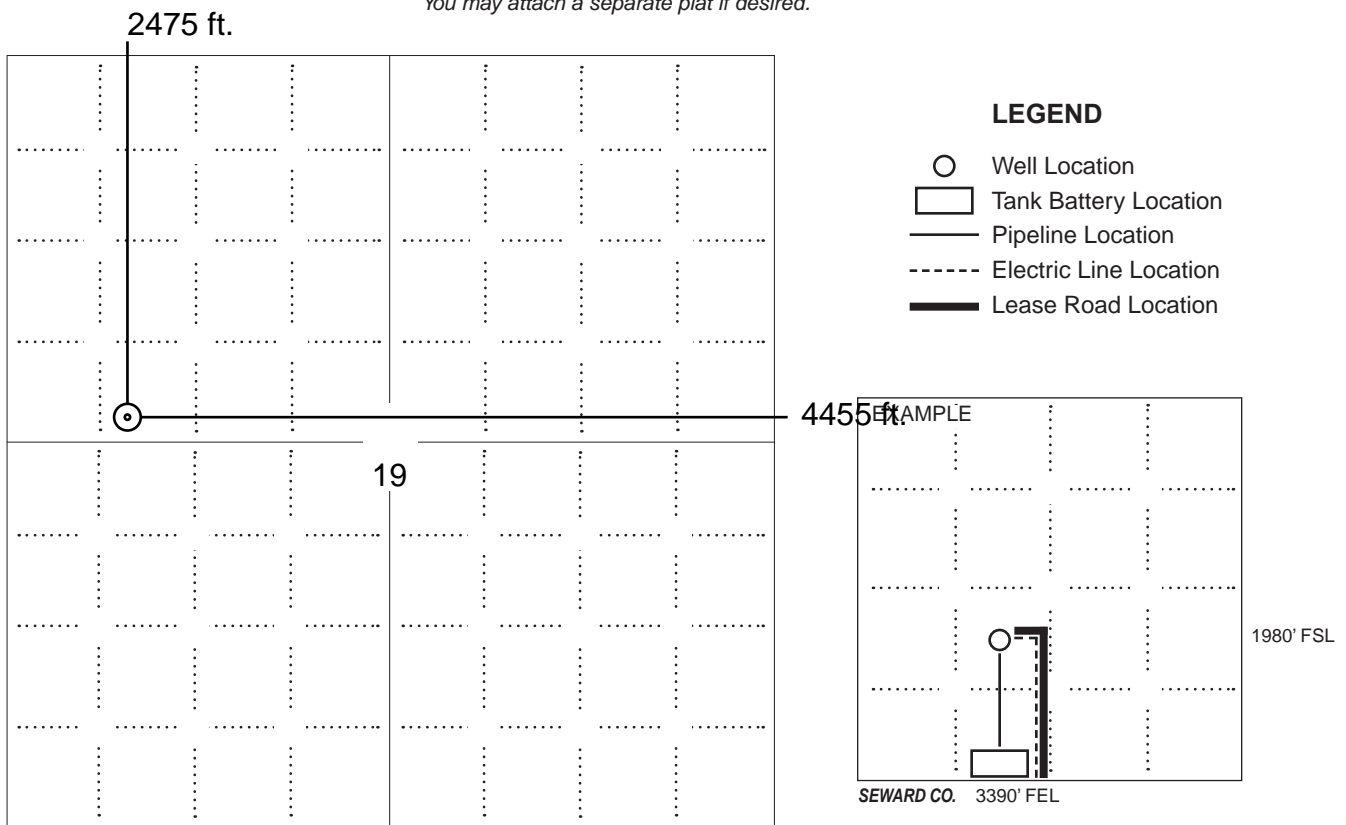 You may attach a separate plat if desired.
2475 ft.
LEGEND
Well Location
Tank Battery Location
Pipeline Location
Electric Line Location
Lease Road Location
4455 ft.
EXAMPLE
19
1980' FSL
SEWARD CO. 3390' FEL